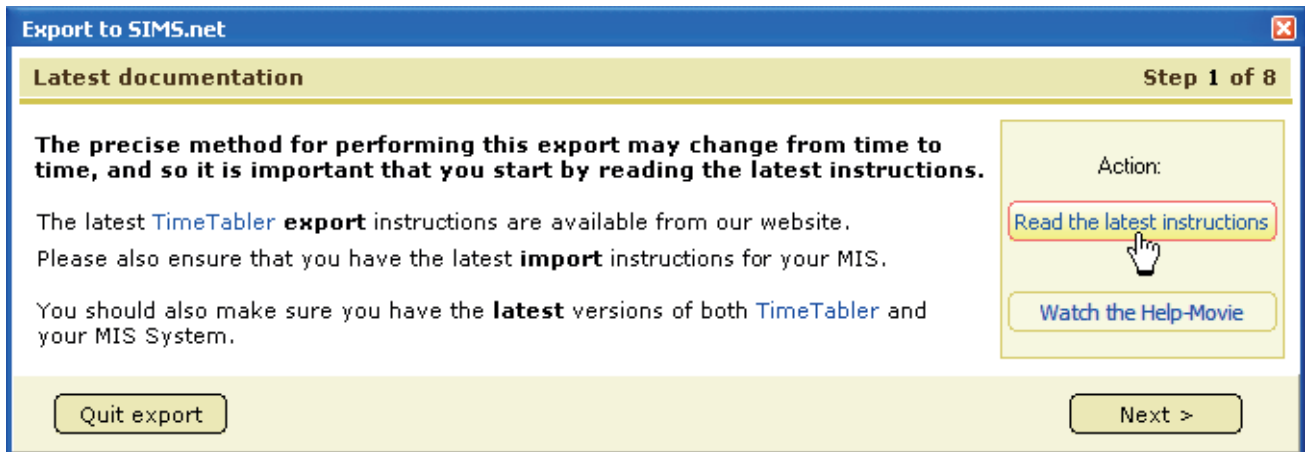 Export to SIMS.net
Latest documentation
Step 1 of 8
The precise method for performing this export may change from time to
time, and so it is important that you start by reading the latest instructions.
The latest TimeTabler export instructions are available from our website.
Please also ensure that you have the latest import instructions for your MIS.
You should also make sure you have the latest versions of both TimeTabler and
your MIS System.
Action:
Read the latest instructions
Watch the Help-Movie
Quit export
Next >